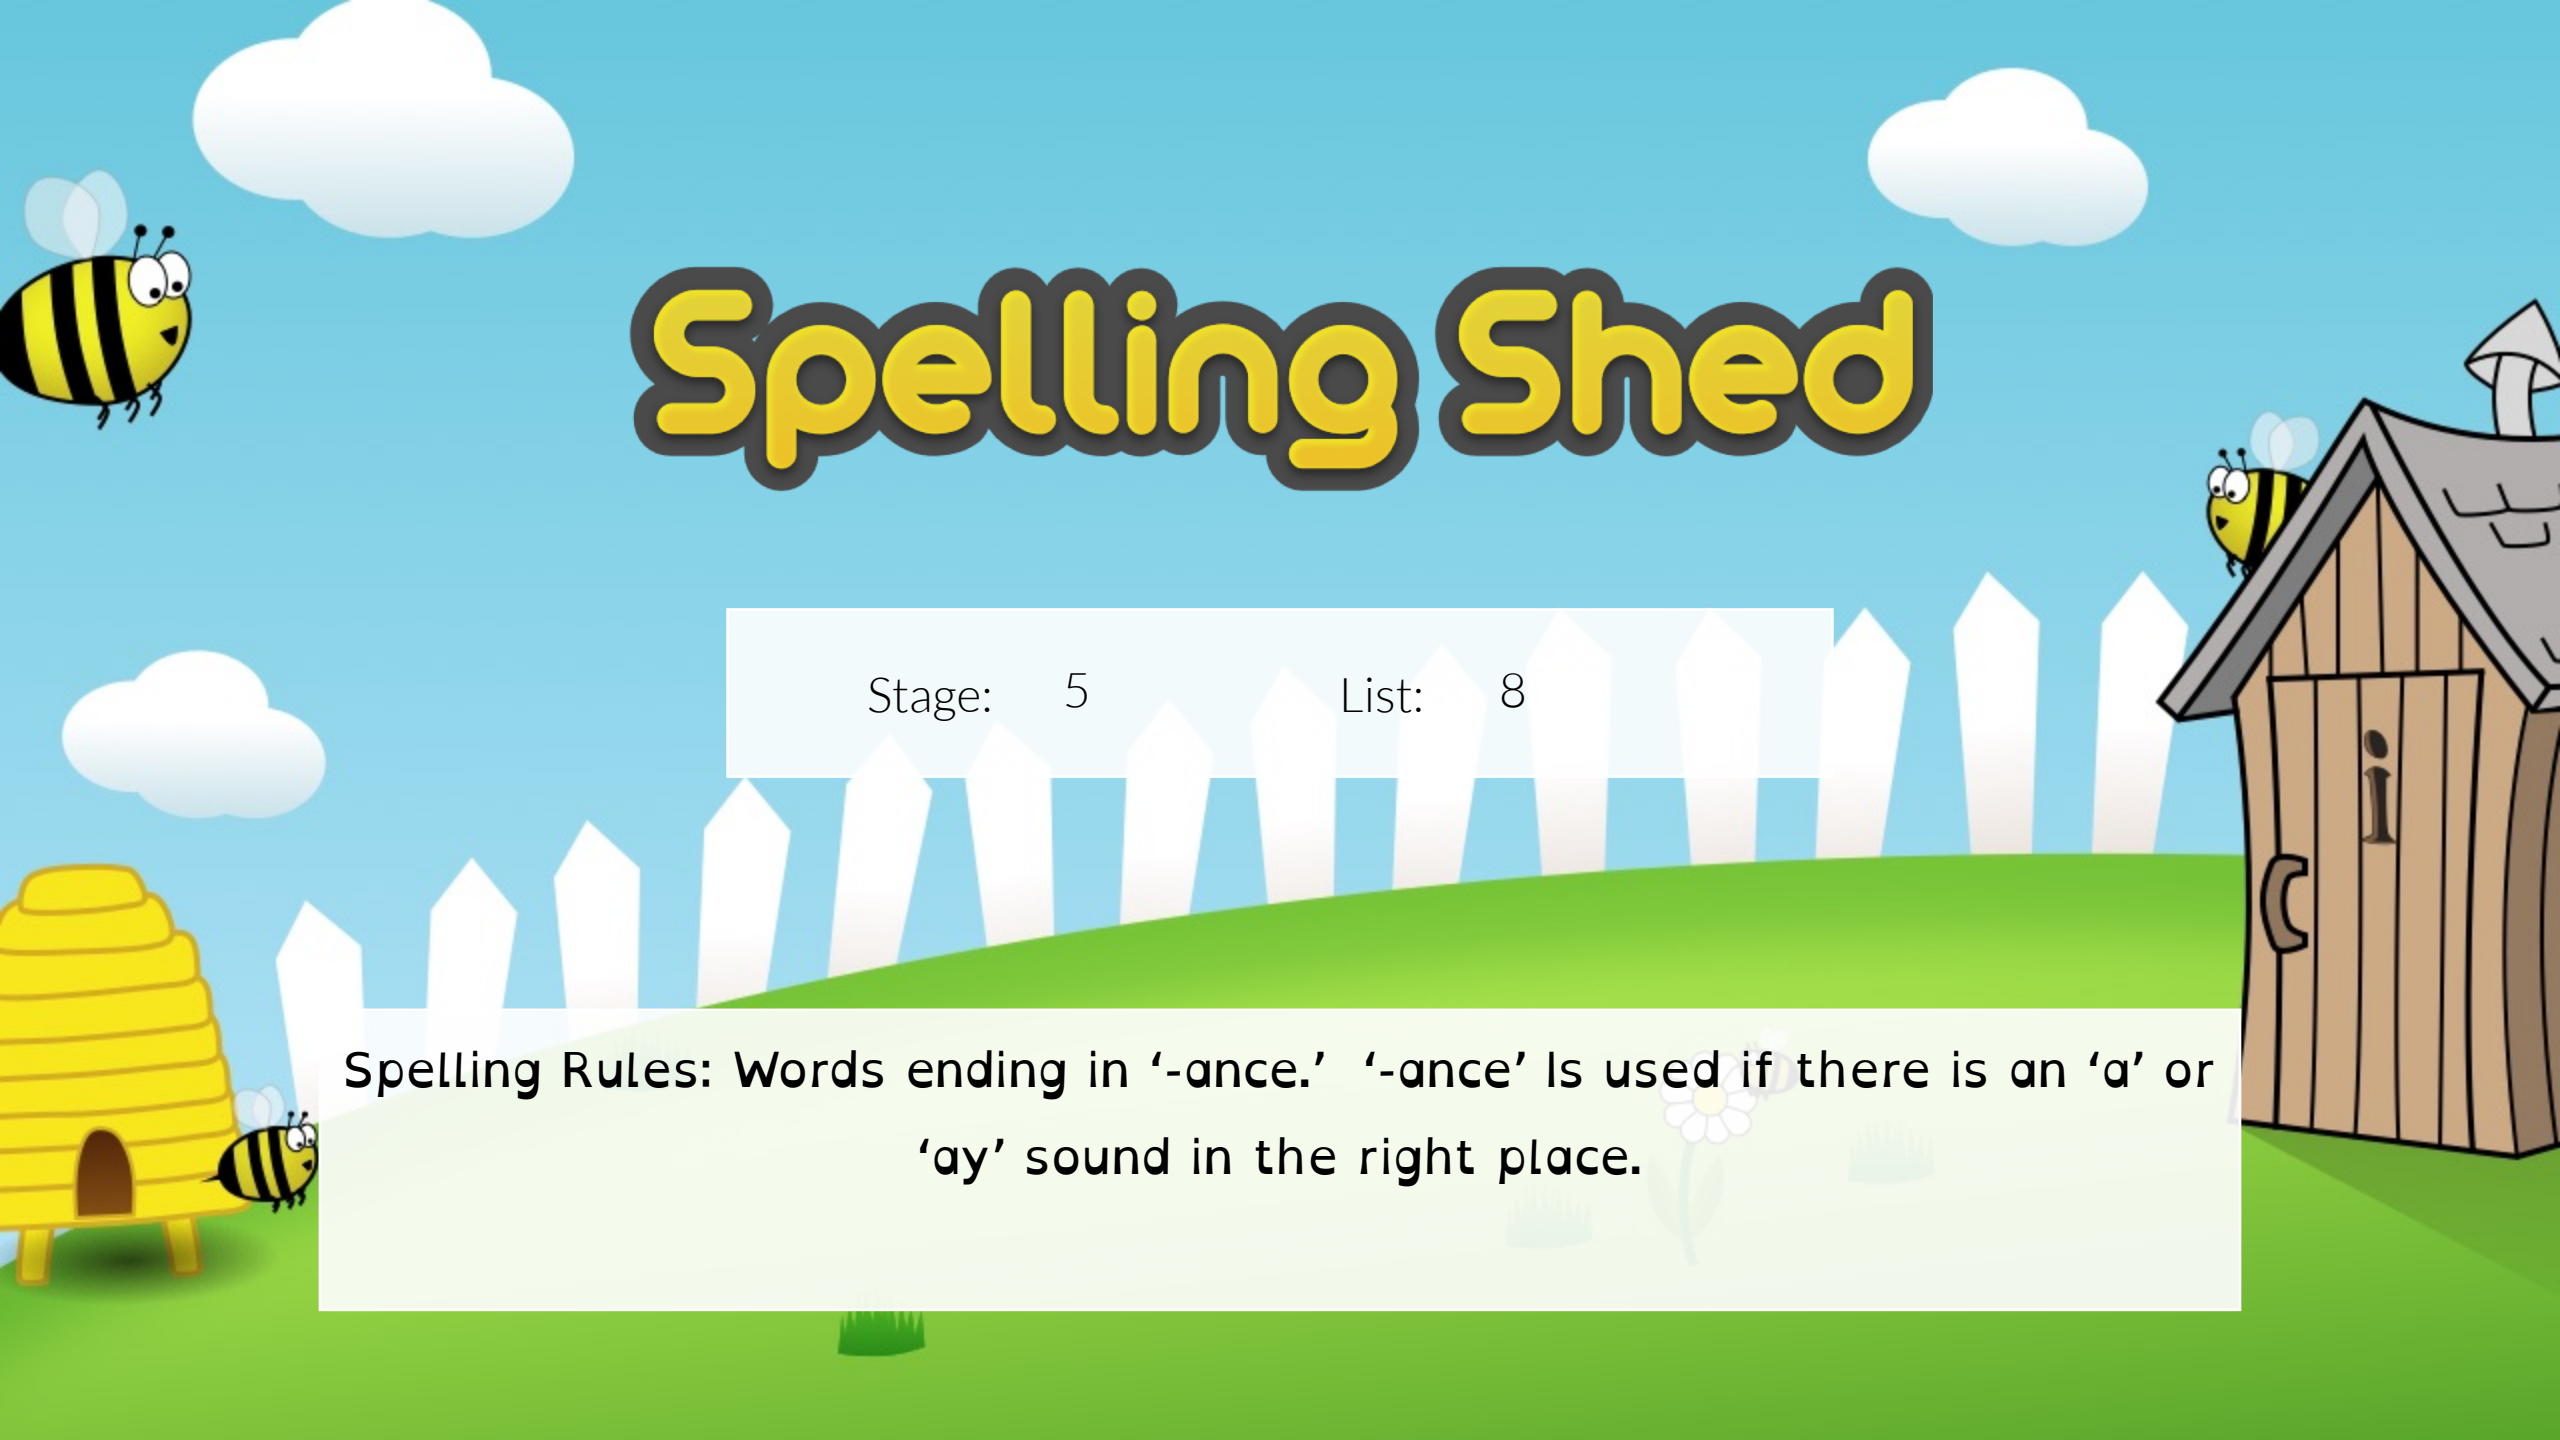 Spelling Shed
Stage: 5 List: 8
i
Spelling Rules: Words ending in ‘-ance.’  ‘-ance’ Is used if there is an ‘a’ or
‘ay’ sound in the right place.